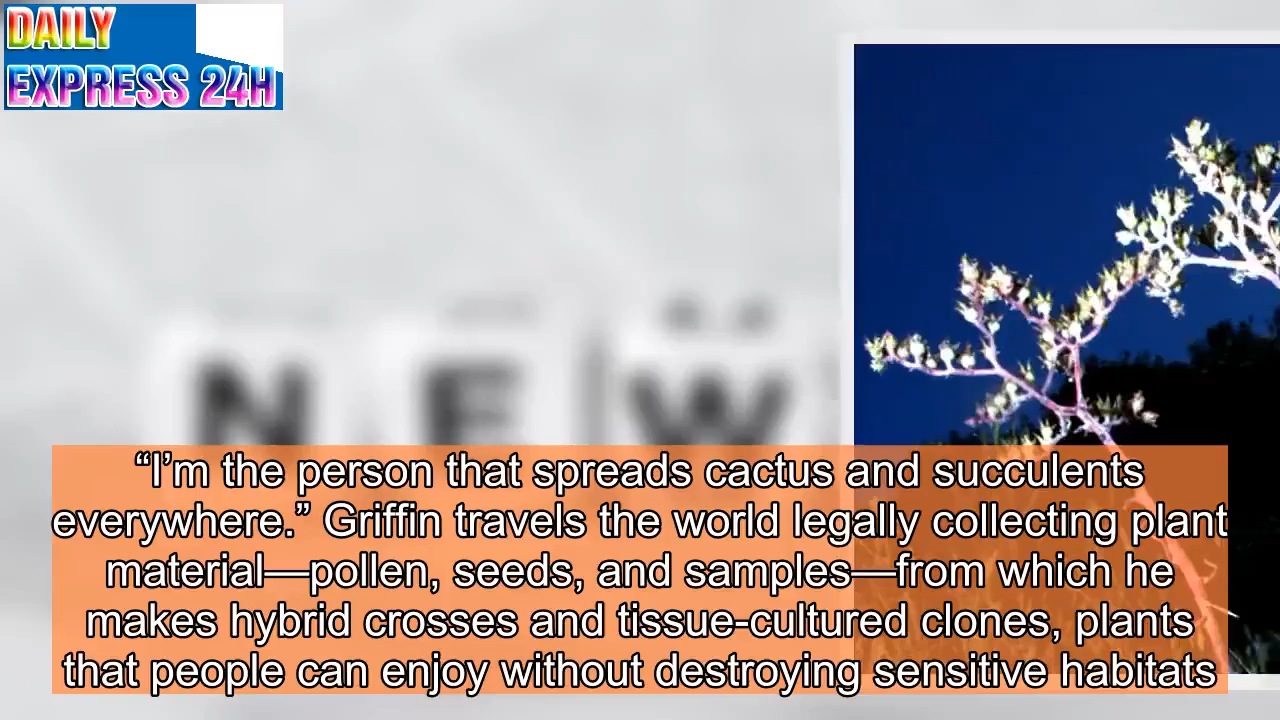 DAILY
EXPRESS 24H
N E W
“I’m the person that spreads cactus and succulents
everywhere.” Griffin travels the world legally collecting plant
material—pollen, seeds, and samples—from which he
makes hybrid crosses and tissue-cultured clones, plants
that people can enjoy without destroying sensitive habitats